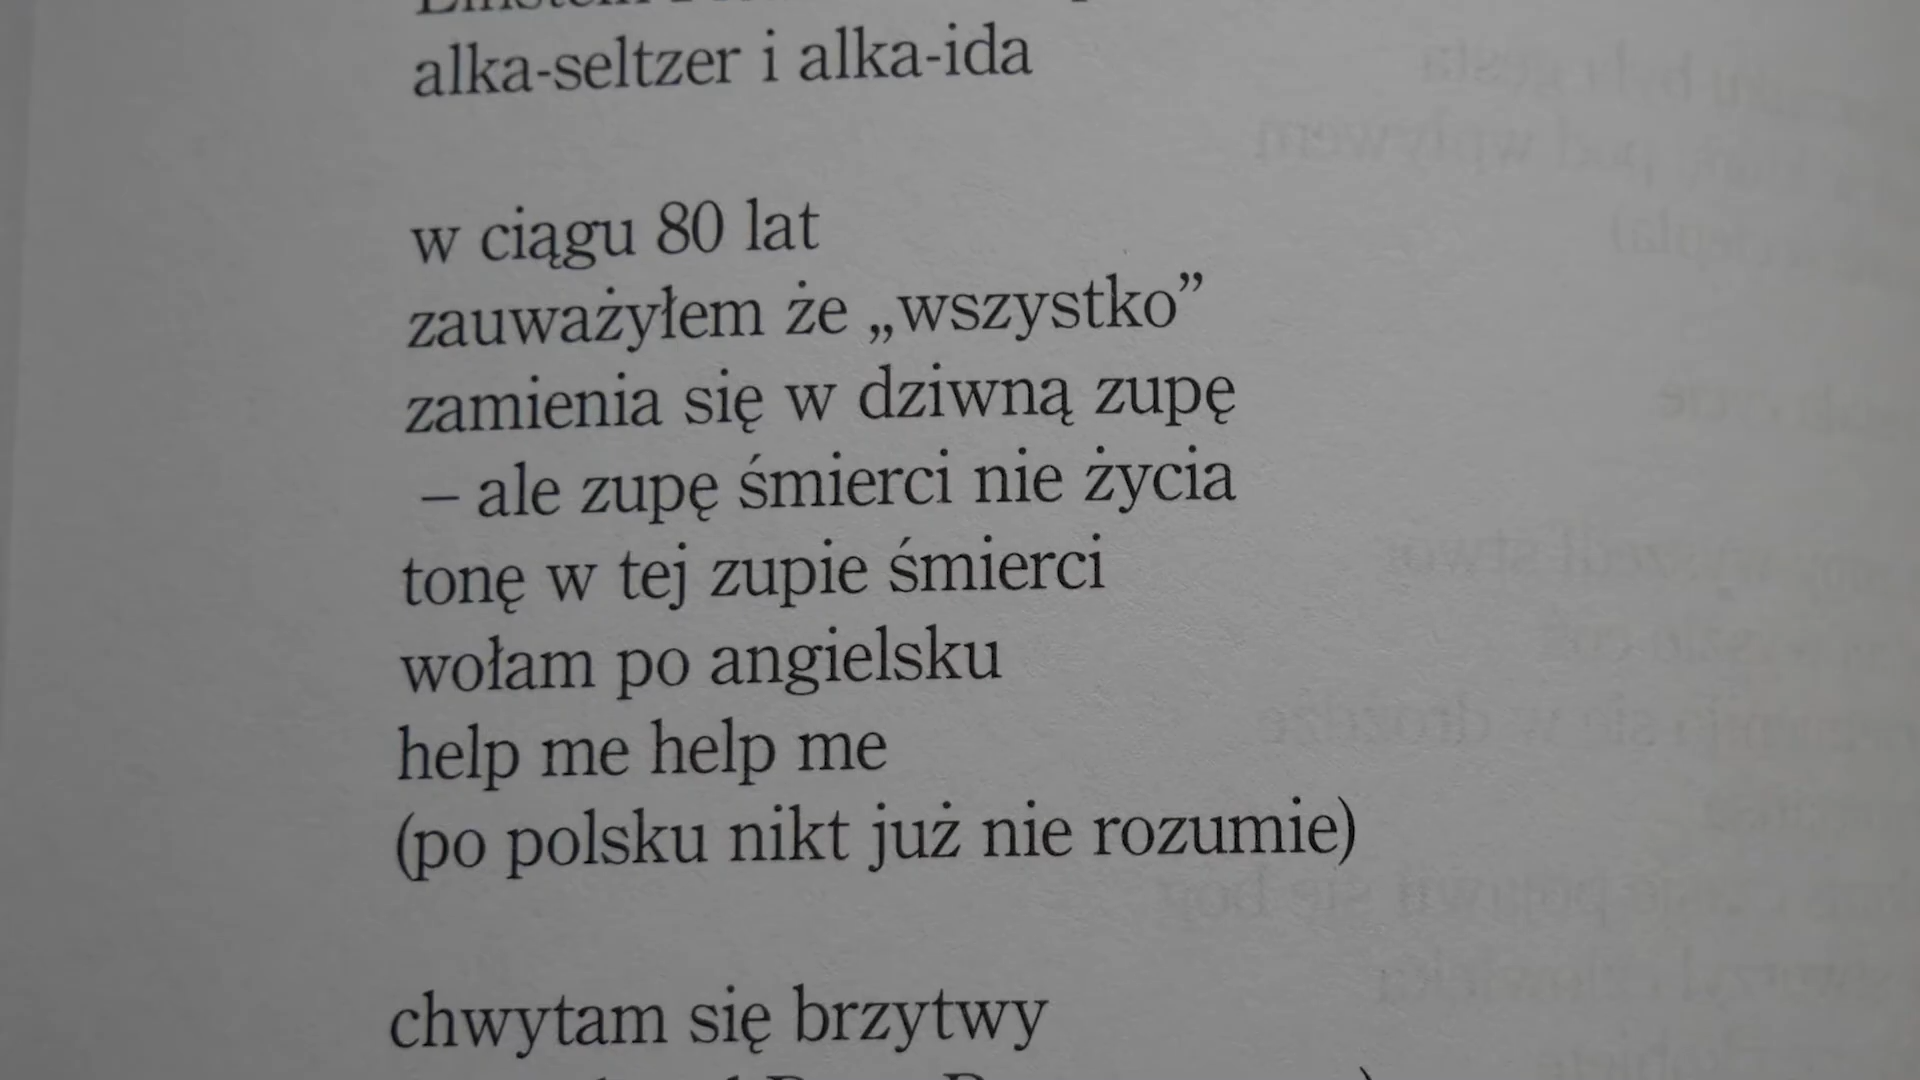 alka-seltzer i alka-ida
w ciągu 80 lat
zauważyłem że „wszystko”
zamienia się w dziwną zupę
– ale zupę śmierci nie życia
tonę w tej zupie śmierci
wołam po angielsku
help me help me
(po polsku nikt już nie rozumie)
chwytam się brzytwy